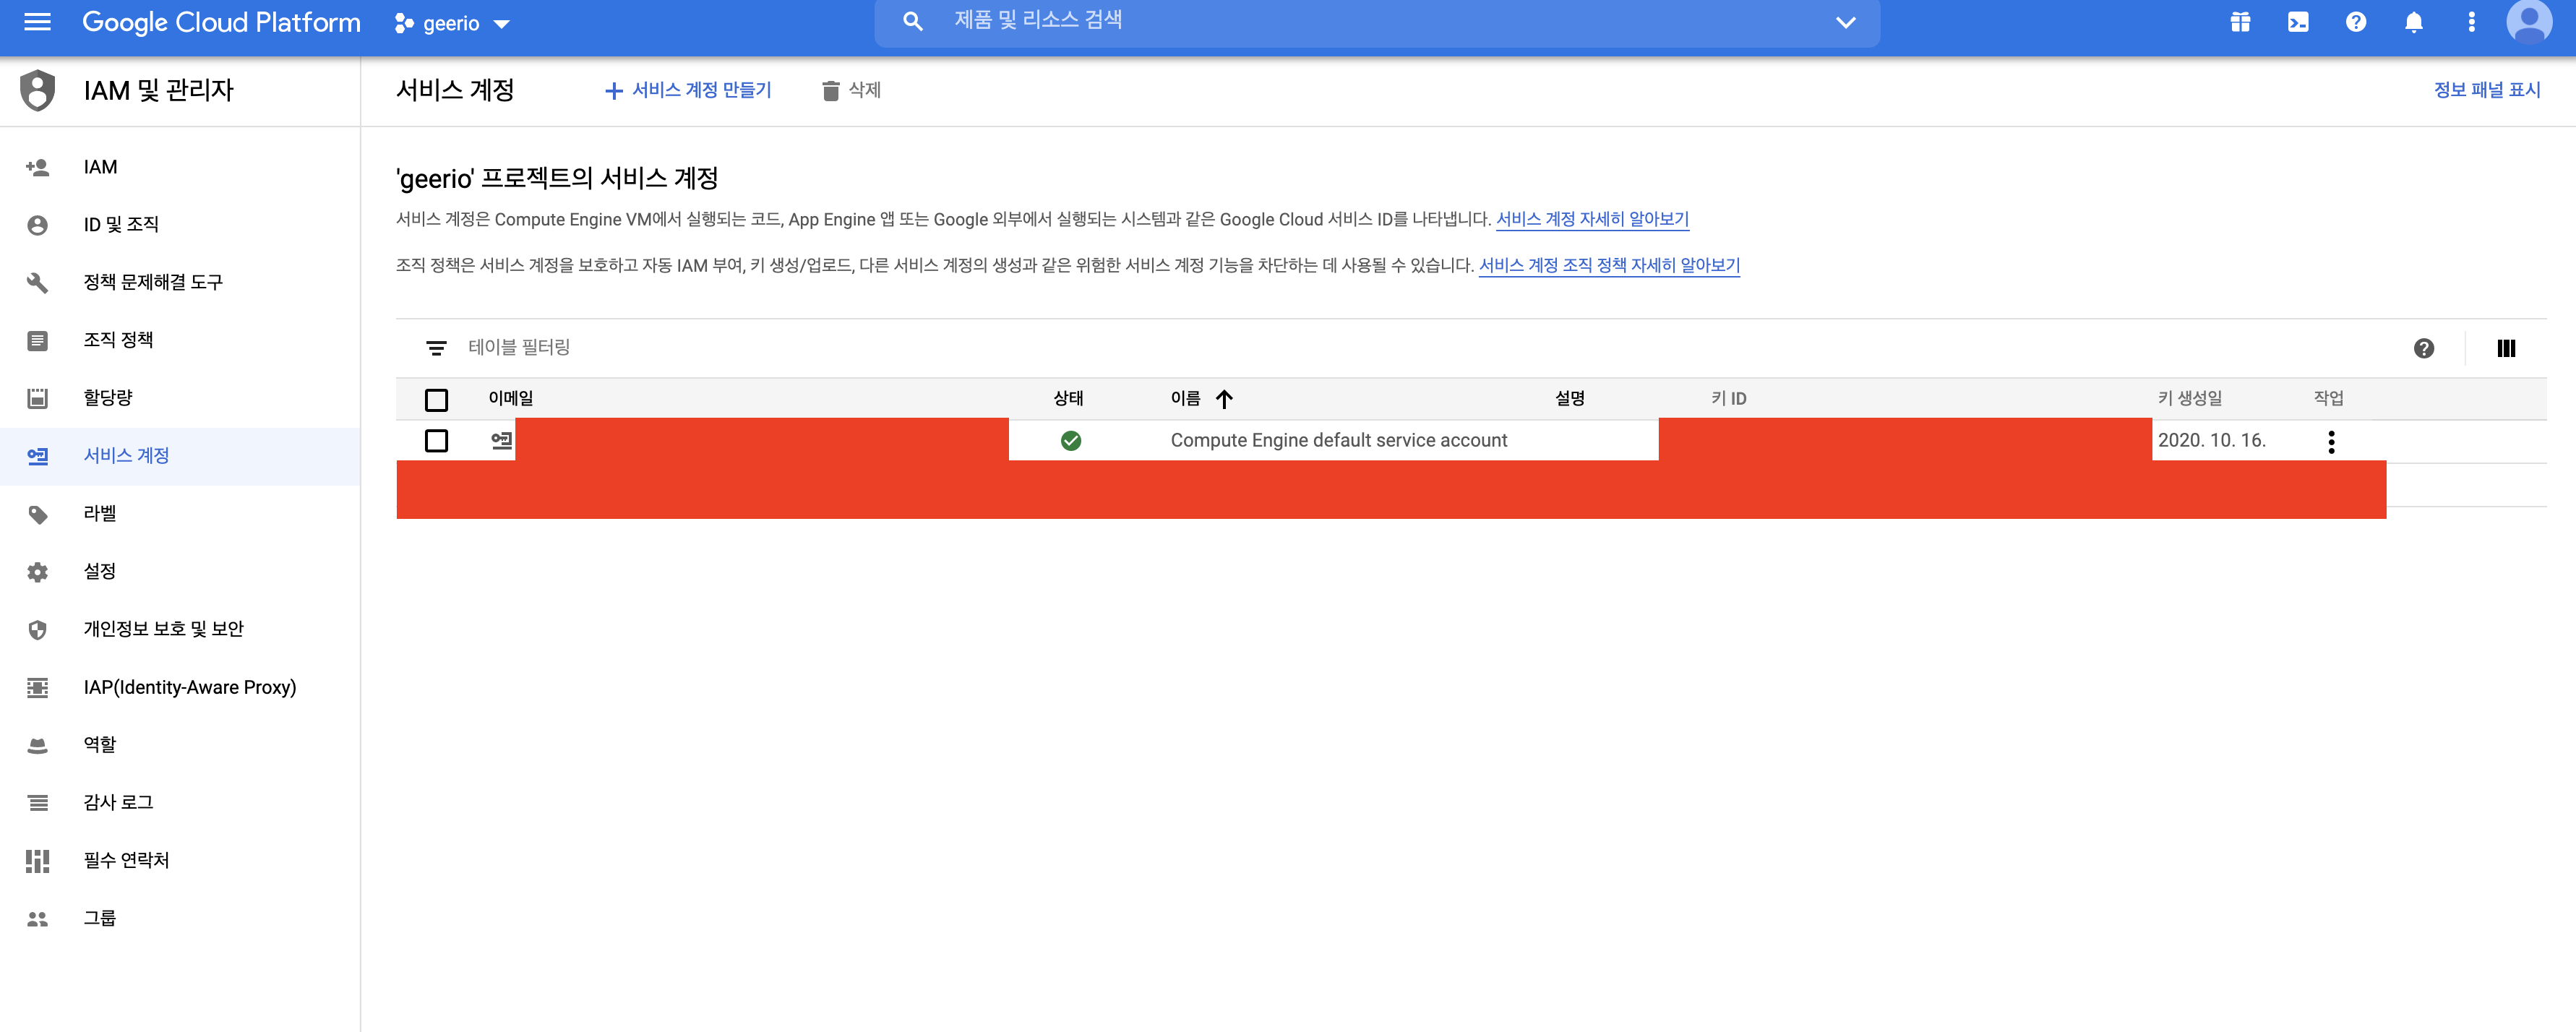 Google Cloud Platform
geerio
제품 및 리소스 검색
IAM 및 관리자
서비스 계정
서비스 계정 만들기
삭제
정보 패널 표시
IAM
ID 및 조직
정책 문제해결 도구
조직 정책
할당량
서비스 계정
라벨
설정
개인정보 보호 및 보안
IAP(Identity-Aware Proxy)
역할
감사 로그
필수 연락처
그룹
'geerio' 프로젝트의 서비스 계정
서비스 계정은 Compute Engine VM에서 실행되는 코드, App Engine 앱 또는 Google 외부에서 실행되는 시스템과 같은 Google Cloud 서비스 ID를 나타냅니다. 서비스 계정 자세히 알아보기
조직 정책은 서비스 계정을 보호하고 자동 IAM 부여, 키 생성/업로드, 다른 서비스 계정의 생성과 같은 위험한 서비스 계정 기능을 차단하는 데 사용될 수 있습니다. 서비스 계정 조직 정책 자세히 알아보기
테이블 필터링
이메일 상태 이름 설명 키 ID 키 생성일 작업
Compute Engine default service account 2020. 10. 16.